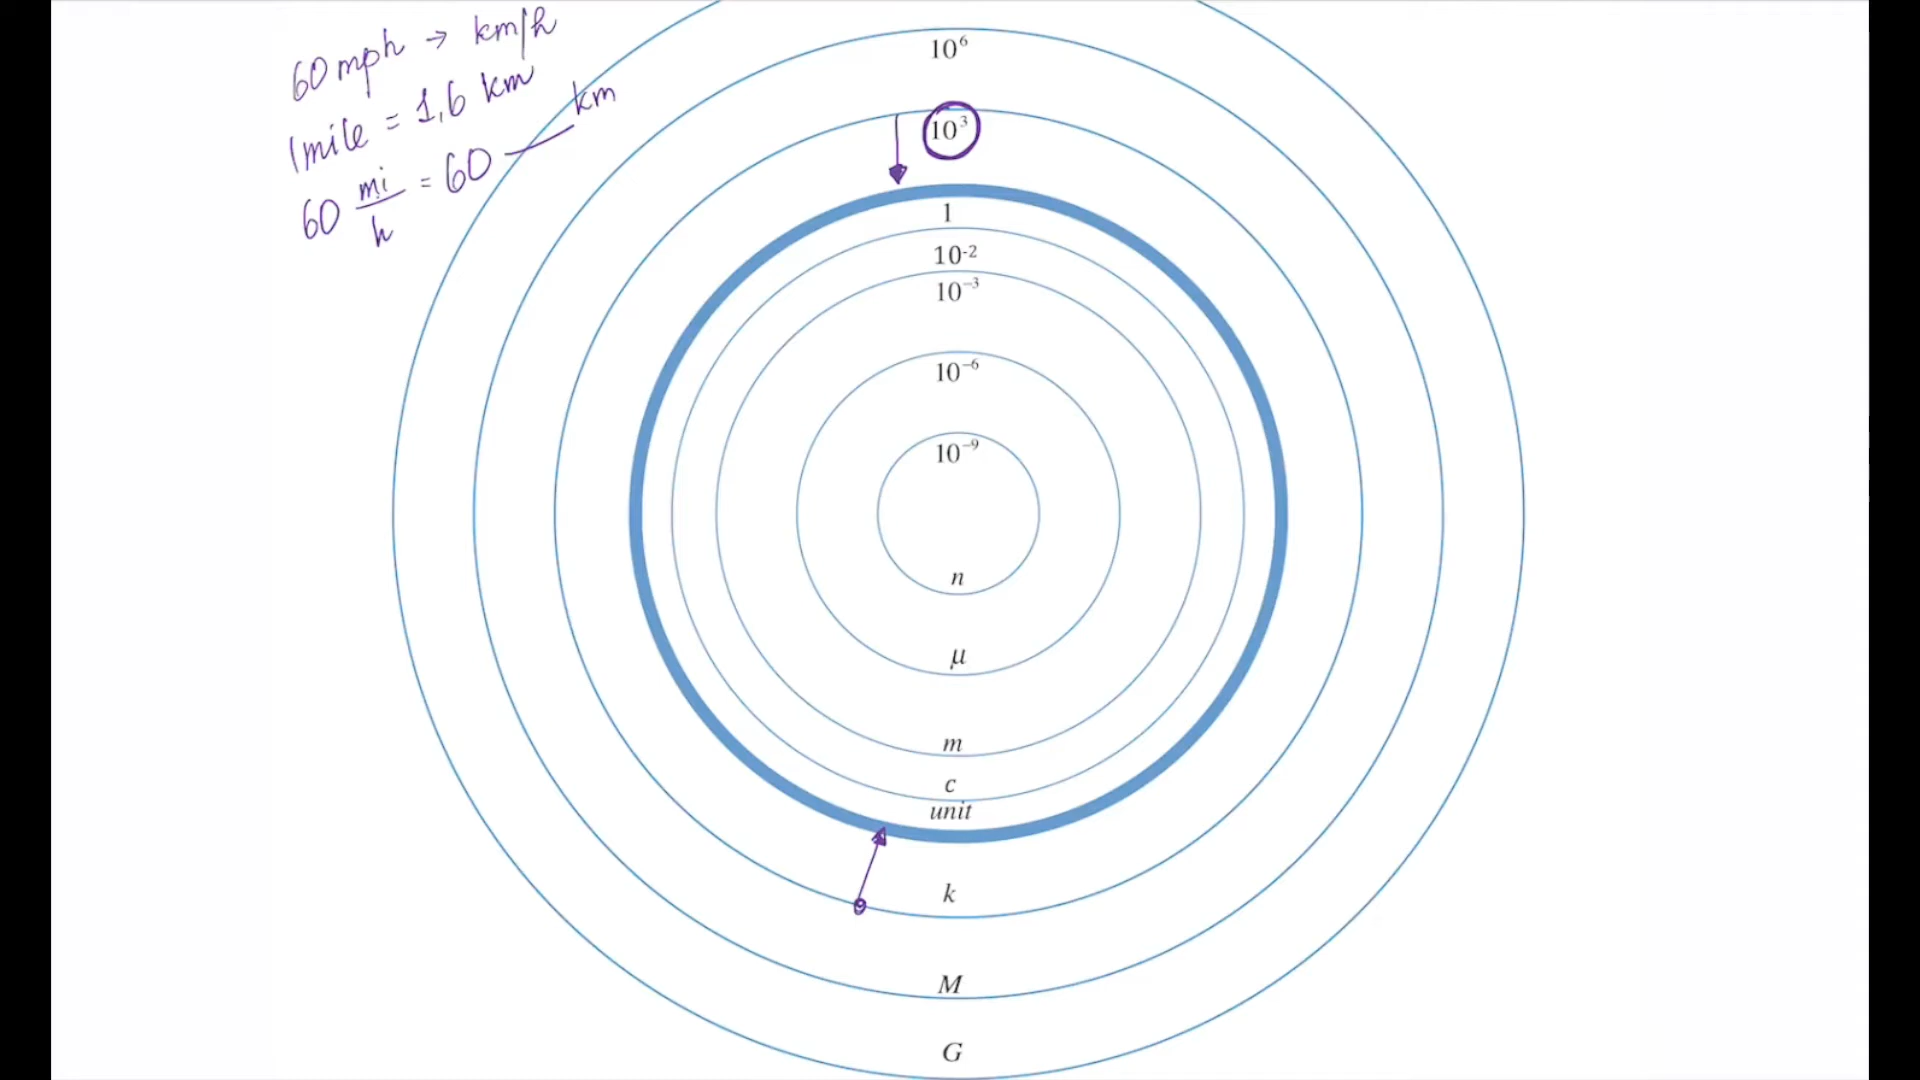 60 mph → km/h
1 mile = 1,6 km
60 mi/h = 60 km
10⁶
10³
1
10⁻²
10⁻³
10⁻⁶
10⁻⁹
n
μ
m
c
unit
k
M
G